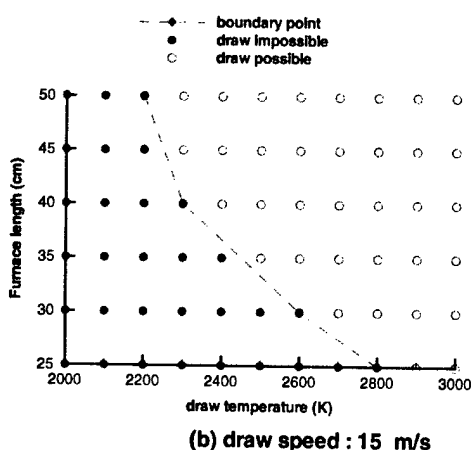 boundary point
draw impossible
draw possible
50
45
40
35
30
25
Furnace length (cm)
2000 2200 2400 2600 2800 3000
draw temperature (K)
(b) draw speed : 15 m/s